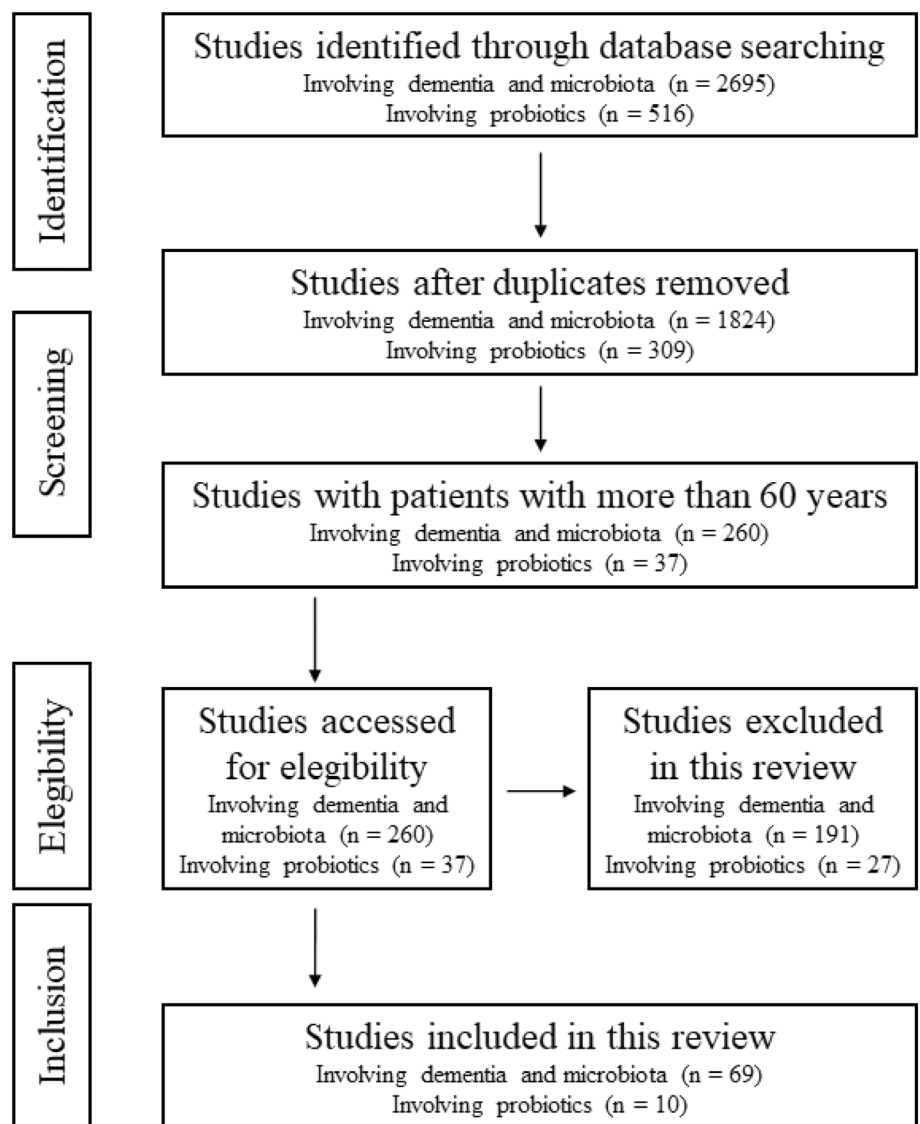 Identification
Studies identified through database searching
Involving dementia and microbiota (n = 2695)
Involving probiotics (n = 516)
Screening
Studies after duplicates removed
Involving dementia and microbiota (n = 1824)
Involving probiotics (n = 309)
Studies with patients with more than 60 years
Involving dementia and microbiota (n = 260)
Involving probiotics (n = 37)
Elegibility
Studies accessed
for elegibility
Involving dementia and
microbiota (n = 260)
Involving probiotics (n = 37)
Studies excluded
in this review
Involving dementia and
microbiota (n = 191)
Involving probiotics (n = 27)
Inclusion
Studies included in this review
Involving dementia and microbiota (n = 69)
Involving probiotics (n = 10)